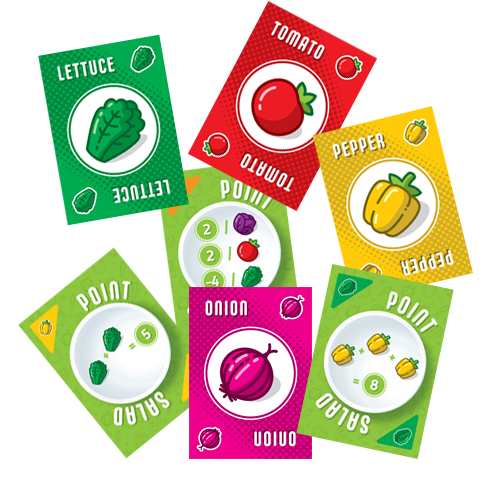 LETTUCE
LETTUCE
TOMATO
TOMATO
PEPPER
PEPPER
POINT
2 |
2 |
-4 |
POINT
+ = 5
SALAD
ONION
ONION
POINT
+ +
= 8
SALAD